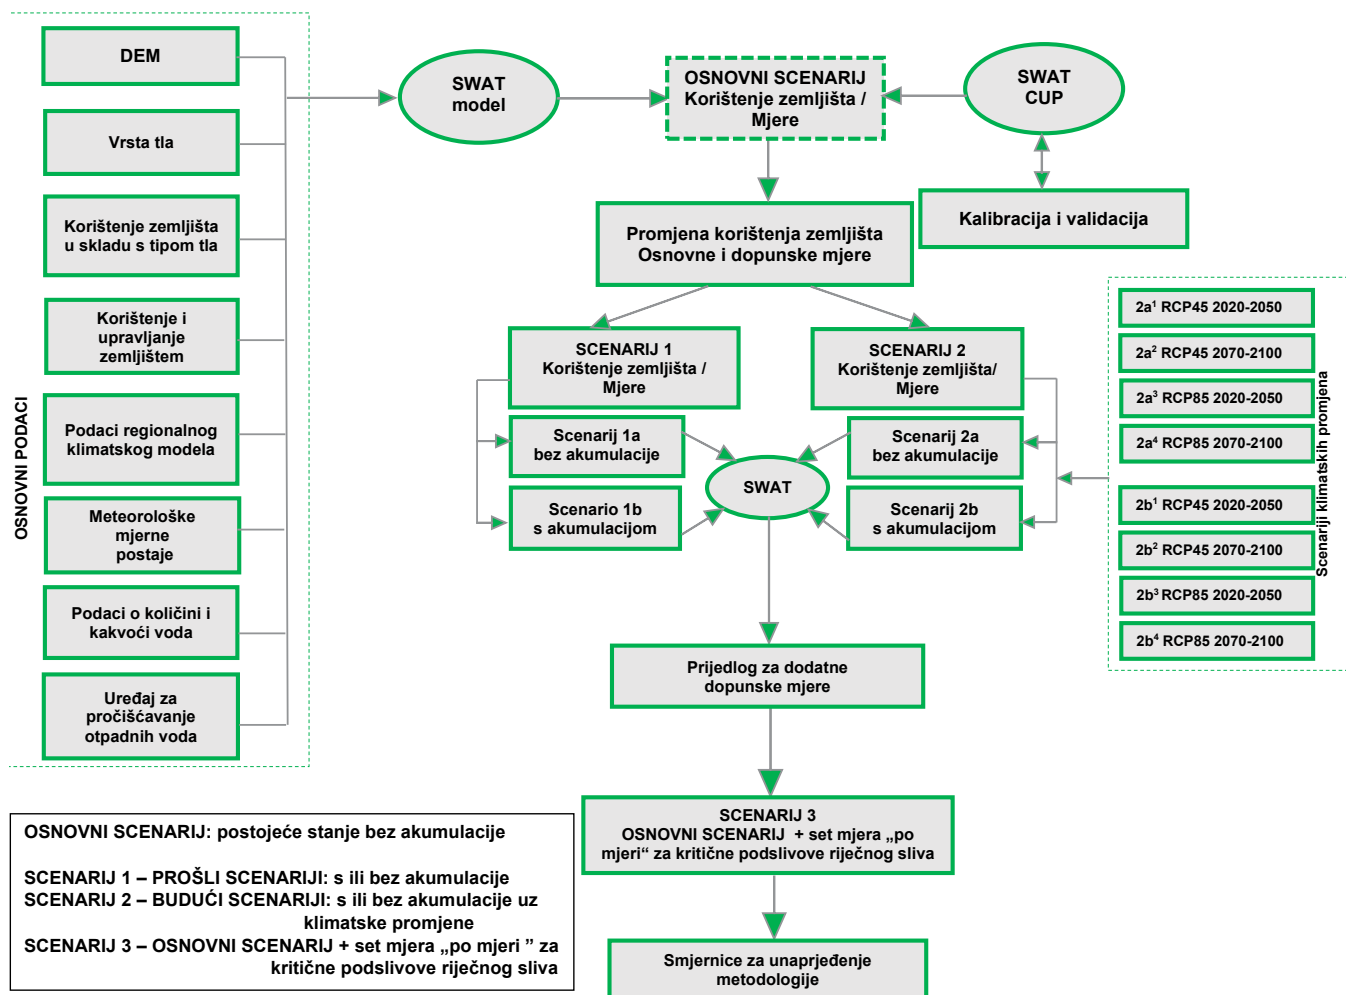 OSNOVNI PODACI
DEM
Vrsta tla
Korištenje zemljišta
u skladu s tipom tla
Korištenje i
upravljanje
zemljištem
Podaci regionalnog
klimatskog modela
Meteorološke
mjerne
postaje
Podaci o količini i
kakvoći voda
Uređaj za
pročišćavanje
otpadnih voda
SWAT
model
OSNOVNI SCENARIJ
Korištenje zemljišta /
Mjere
SWAT
CUP
Kalibracija i validacija
Promjena korištenja zemljišta
Osnovne i dopunske mjere
SCENARIJ 1
Korištenje zemljišta /
Mjere
SCENARIJ 2
Korištenje zemljišta/
Mjere
Scenarij 1a
bez akumulacije
Scenario 1b
s akumulacijom
SWAT
Scenarij 2a
bez akumulacije
Scenarij 2b
s akumulacijom
2a¹ RCP45 2020-2050
2a² RCP45 2070-2100
2a³ RCP85 2020-2050
2a⁴ RCP85 2070-2100
2b¹ RCP45 2020-2050
2b² RCP45 2070-2100
2b³ RCP85 2020-2050
2b⁴ RCP85 2070-2100
Scenariji klimatskih promjena
Prijedlog za dodatne
dopunske mjere
SCENARIJ 3
OSNOVNI SCENARIJ + set mjera „po
mjeri“ za kritične podslivove riječnog sliva
Smjernice za unaprjeđenje
metodologije
OSNOVNI SCENARIJ: postojeće stanje bez akumulacije
SCENARIJ 1 – PROŠLI SCENARIJI: s ili bez akumulacije
SCENARIJ 2 – BUDUĆI SCENARIJI: s ili bez akumulacije uz
klimatske promjene
SCENARIJ 3 – OSNOVNI SCENARIJ + set mjera „po mjeri ” za
kritične podslivove riječnog sliva